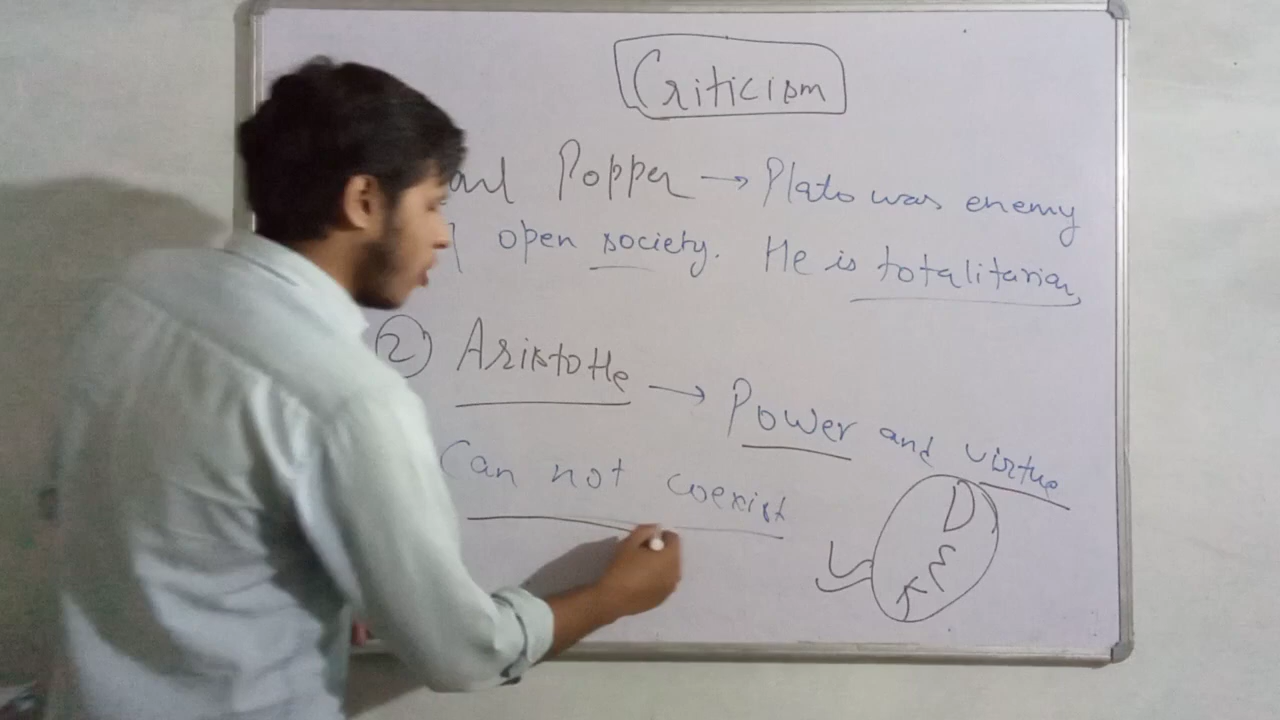 Criticism
arl Popper → Plato was enemy
open society. He is totalitarian
② Aristotle → Power and virtue
Can not coexist
D